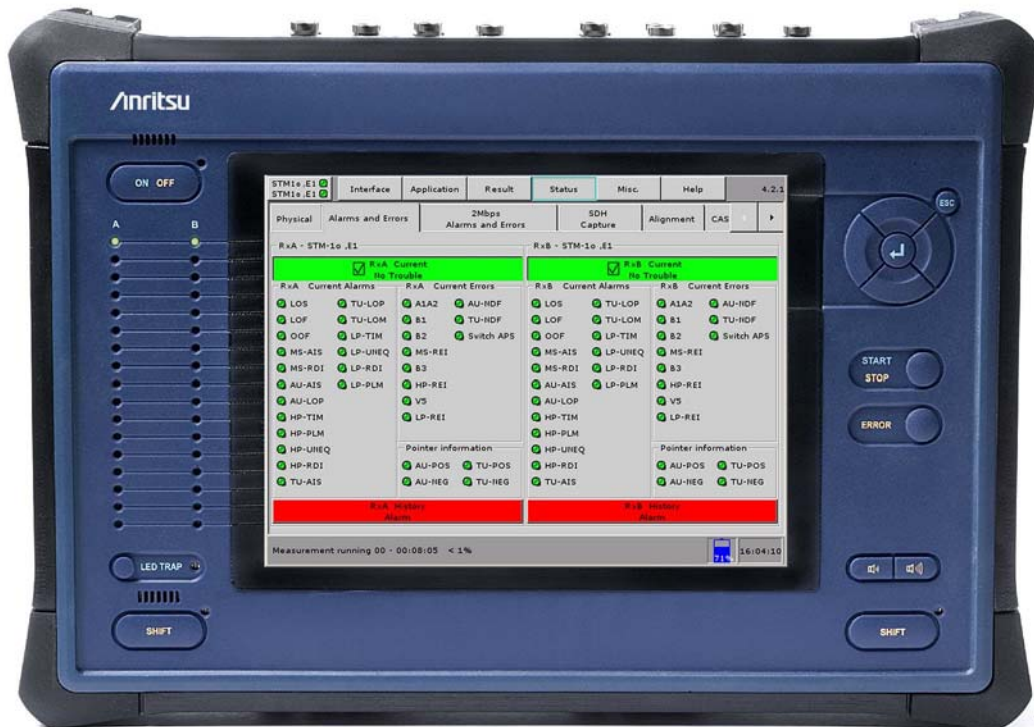 Anritsu
ON OFF
A B
LED TRAP
SHIFT
STM1o ,E1
STM1o ,E1
Interface Application Result Status Misc. Help 4.2.1
Physical Alarms and Errors 2Mbps Alarms and Errors SDH Capture Alignment CAS
RxA - STM-1o ,E1
RxA Current
No Trouble
RxA Current Alarms RxA Current Errors
LOS TU-LOP A1A2 AU-NDF
LOF TU-LOM B1 TU-NDF
OOF LP-TIM B2 Switch APS
MS-AIS LP-UNEQ MS-REI
MS-RDI LP-RDI B3
AU-AIS LP-PLM HP-REI
AU-LOP V5
HP-TIM LP-REI
HP-PLM
HP-UNEQ Pointer information
HP-RDI AU-POS TU-POS
TU-AIS AU-NEG TU-NEG
RxA History
Alarm
RxB - STM-1o ,E1
RxB Current
No Trouble
RxB Current Alarms RxB Current Errors
LOS TU-LOP A1A2 AU-NDF
LOF TU-LOM B1 TU-NDF
OOF LP-TIM B2 Switch APS
MS-AIS LP-UNEQ MS-REI
MS-RDI LP-RDI B3
AU-AIS LP-PLM HP-REI
AU-LOP V5
HP-TIM LP-REI
HP-PLM
HP-UNEQ Pointer information
HP-RDI AU-POS TU-POS
TU-AIS AU-NEG TU-NEG
RxB History
Alarm
Measurement running 00 - 00:08:05 < 1% 71% 16:04:10
ESC
START
STOP
ERROR
SHIFT